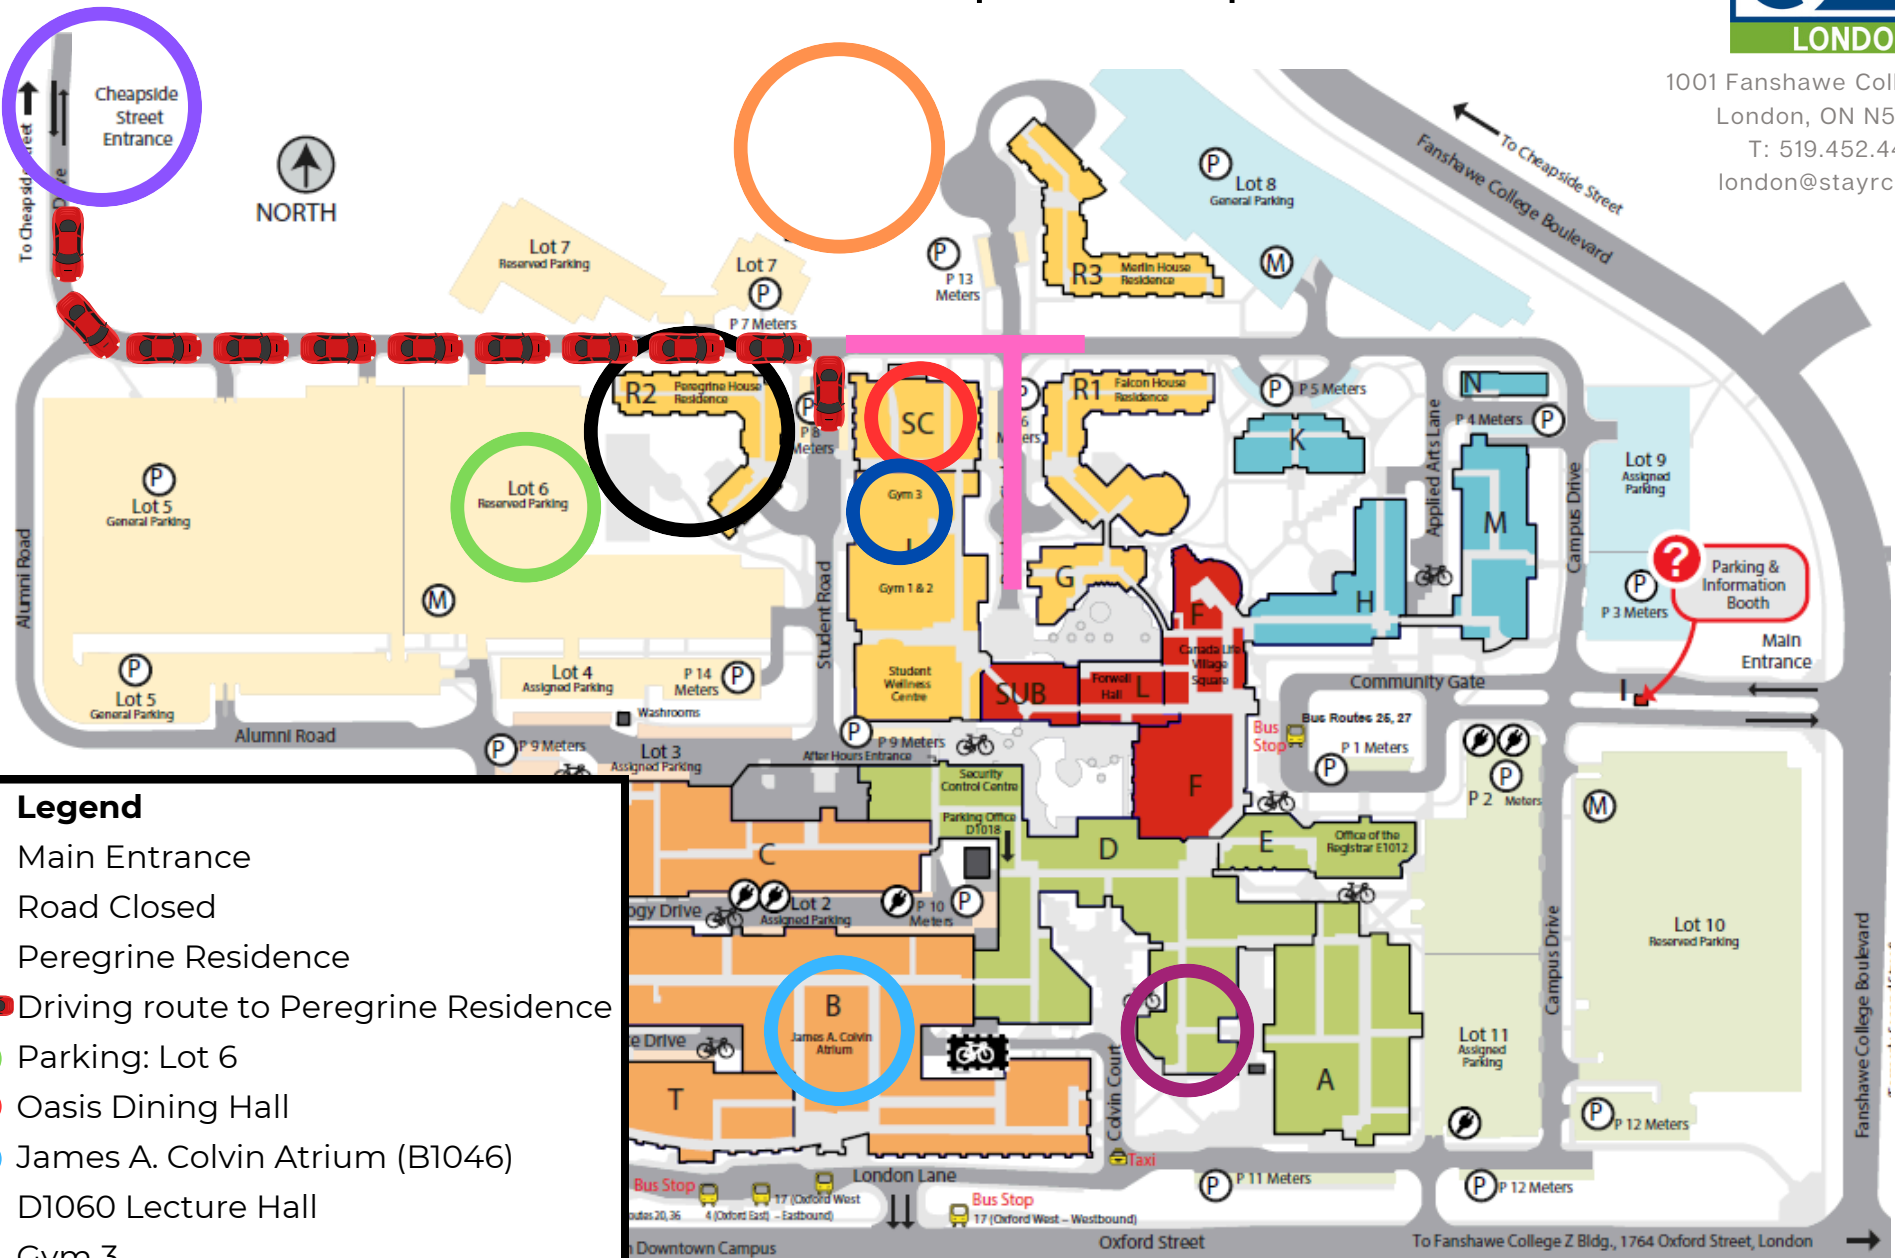 LONDO
1001 Fanshawe Coll
London, ON N5
T: 519.452.44
london@stayrc
Cheapside
Street
Entrance
To Cheapside Street
NORTH
Lot 7
Reserved Parking
Lot 7
P
P 7 Meters
P
P 13
Meters
R3
Merlin House
Residence
P
Lot 8
General Parking
M
To Cheapside Street
Fanshawe College Boulevard
R2
Peregrine House
Residence
P
P 8
Meters
SC
R1
Falcon House
Residence
P
P 5 Meters
N
P 4 Meters
P
K
Applied Arts Lane
M
Campus Drive
Lot 9
Assigned
Parking
P
P 3 Meters
?
Parking &
Information
Booth
Main
Entrance
P
Lot 5
General Parking
Lot 6
Reserved Parking
M
Gym 3
J
Gym 1 & 2
G
F
H
Alumni Road
Student Road
P
Lot 5
General Parking
Lot 4
Assigned Parking
P 14
Meters
P
Student
Wellness
Centre
SUB
Forwell
Hall
L
Canada Life
Village
Square
Community Gate
I
Washrooms
Alumni Road
P
P 9 Meters
Lot 3
Assigned Parking
P
P 9 Meters
After Hours Entrance
Bus
Stop
Bus Routes 25, 27
P 1 Meters
P
P
P 2
Meters
M
Security
Control Centre
Parking Office
D1018
F
C
D
E
Office of the
Registrar E1012
Lot 2
Assigned Parking
P 10
Meters
P
ogy Drive
Lot 10
Reserved Parking
B
James A. Colvin
Atrium
e Drive
T
A
Colvin Court
Campus Drive
Lot 11
Assigned
Parking
Fanshawe College Boulevard
P
P 12 Meters
Taxi
London Lane
P
P 11 Meters
P
P 12 Meters
Bus Stop
17 (Oxford West
outes 20, 36
4 (Oxford East)
– Eastbound)
Bus Stop
17 (Oxford West – Westbound)
n Downtown Campus
Oxford Street
To Fanshawe College Z Bldg., 1764 Oxford Street, London
Legend
Main Entrance
Road Closed
Peregrine Residence
Driving route to Peregrine Residence
Parking: Lot 6
Oasis Dining Hall
James A. Colvin Atrium (B1046)
D1060 Lecture Hall
Gym 3